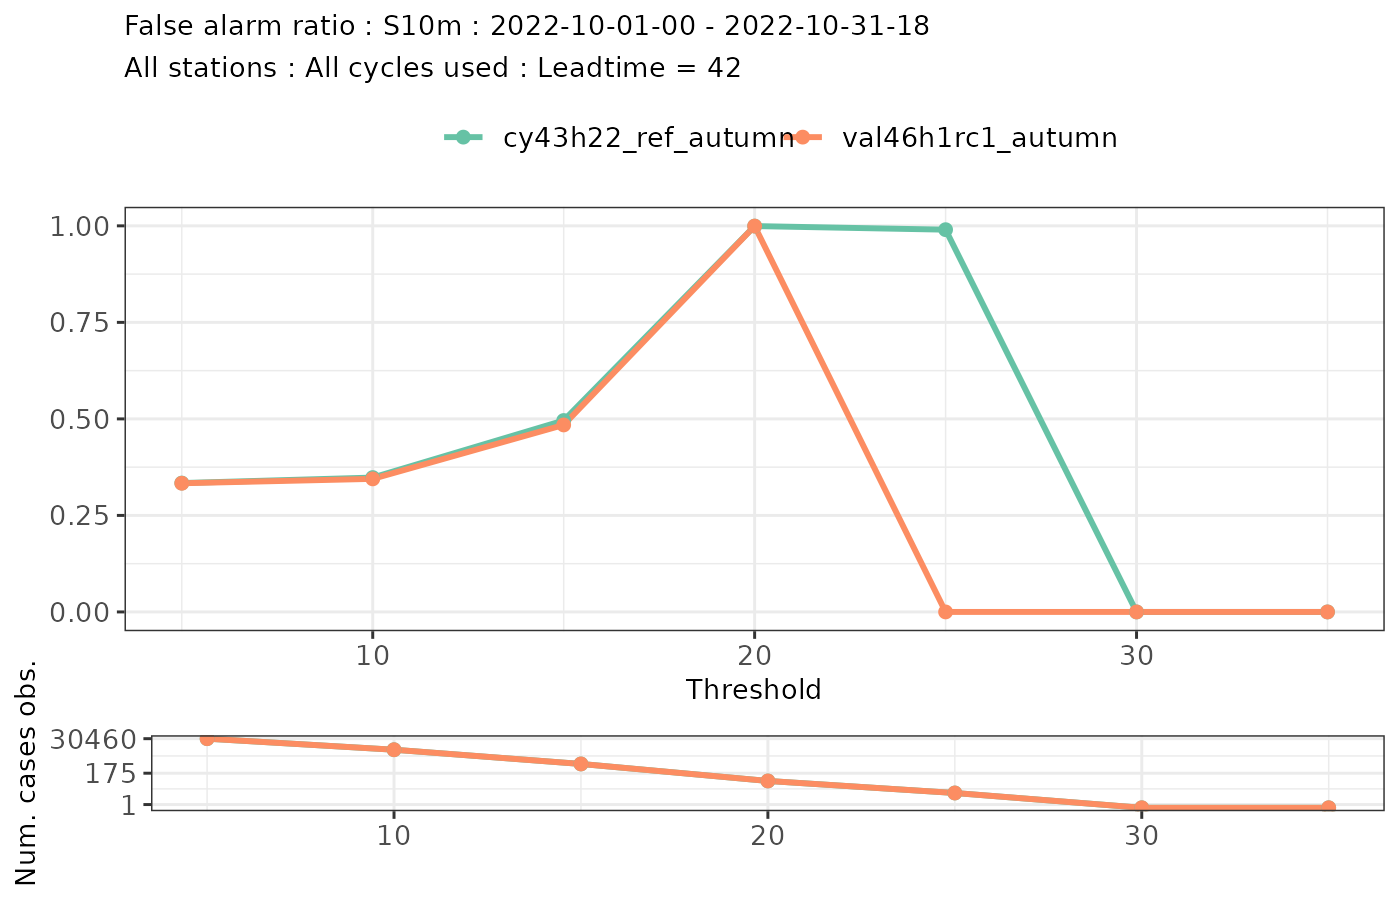 False alarm ratio : S10m : 2022-10-01-00 - 2022-10-31-18
All stations : All cycles used : Leadtime = 42
cy43h22_ref_autumn val46h1rc1_autumn
1.00
0.75
0.50
0.25
0.00
10 20 30
Threshold
Num. cases obs.
30460
175
1
10 20 30